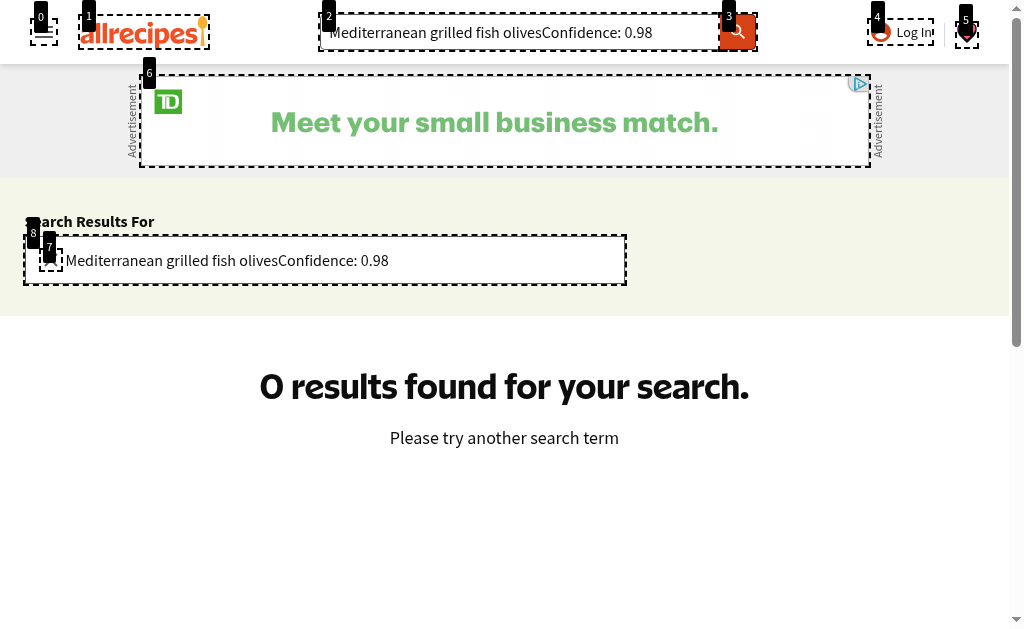 0
1
2
3
4
5
allrecipes
Mediterranean grilled fish olivesConfidence: 0.98
Log In
6
Advertisement
TD
Meet your small business match.
Advertisement
Search Results For
8
7
Mediterranean grilled fish olivesConfidence: 0.98
0 results found for your search.
Please try another search term